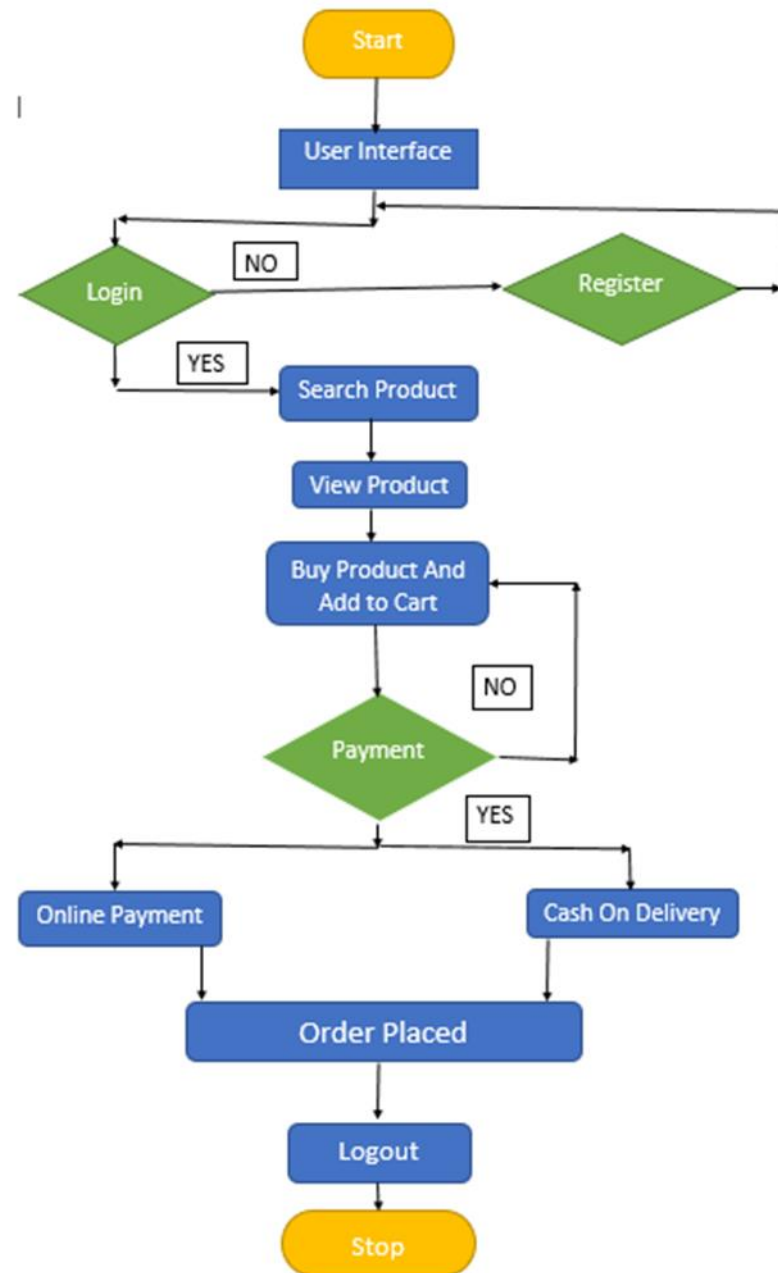 Start
User Interface
NO
Login
Register
YES
Search Product
View Product
Buy Product And
Add to Cart
NO
Payment
YES
Online Payment
Cash On Delivery
Order Placed
Logout
Stop